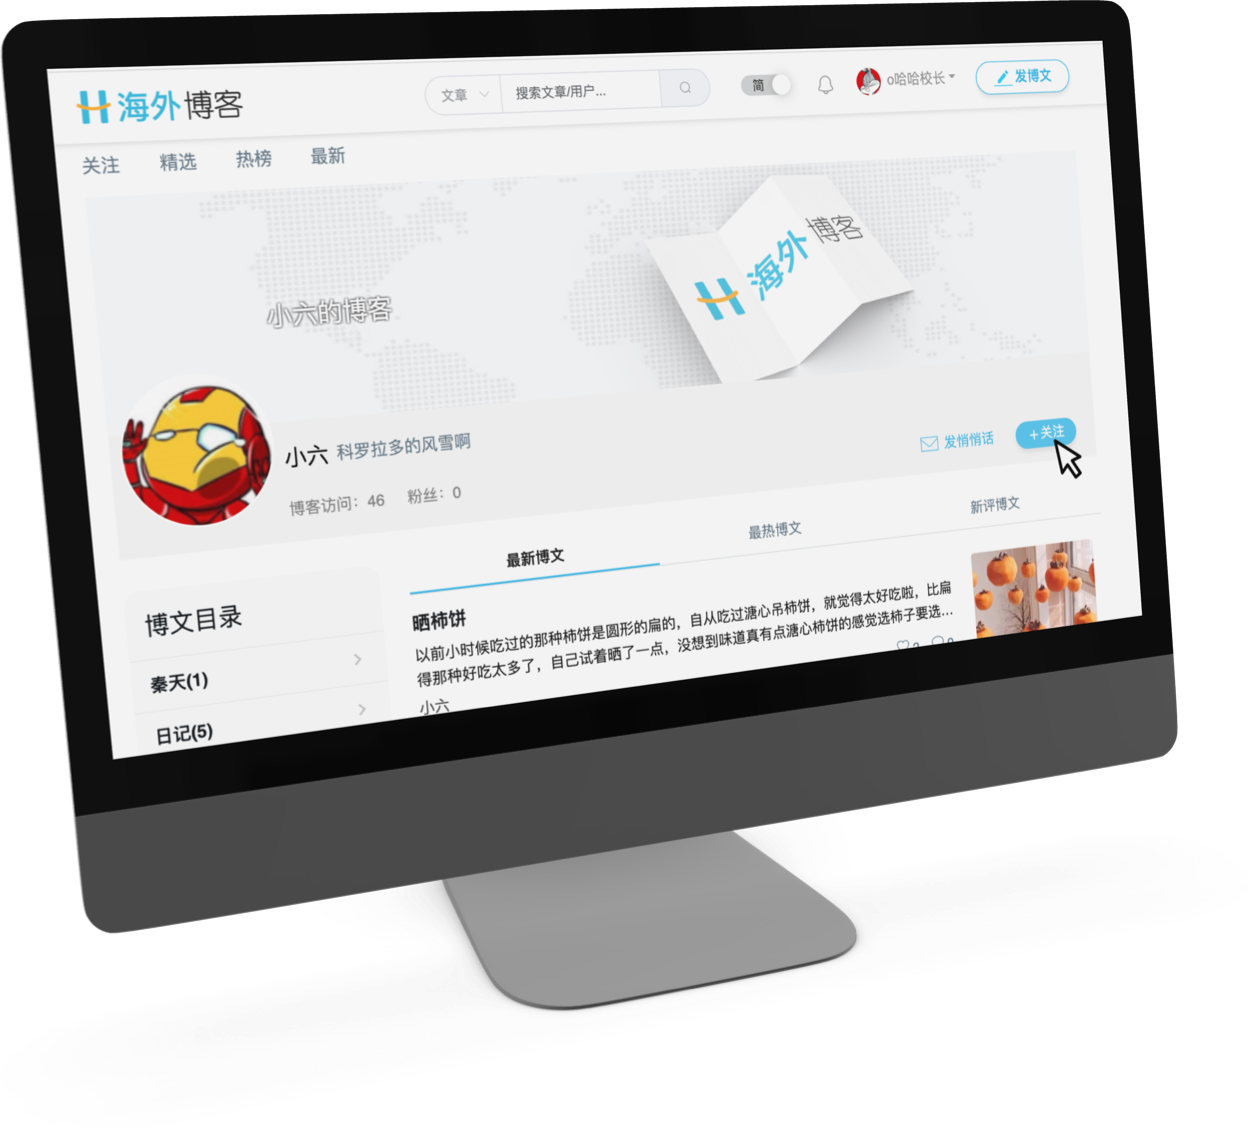 海外博客
文章
搜索文章/用户...
简
o哈哈校长
发博文
关注
精选
热榜
最新
海外博客
小六的博客
小六 科罗拉多的风雪啊
发悄悄话
+关注
博客访问：46 粉丝：0
最新博文
最热博文
新评博文
博文目录
秦天(1)
日记(5)
晒柿饼
以前小时候吃过的那种柿饼是圆形的扁的，自从吃过溏心吊柿饼，就觉得太好吃啦，比扁
得那种好吃太多了，自己试着晒了一点，没想到味道真有点溏心柿饼的感觉选柿子要选...
小六